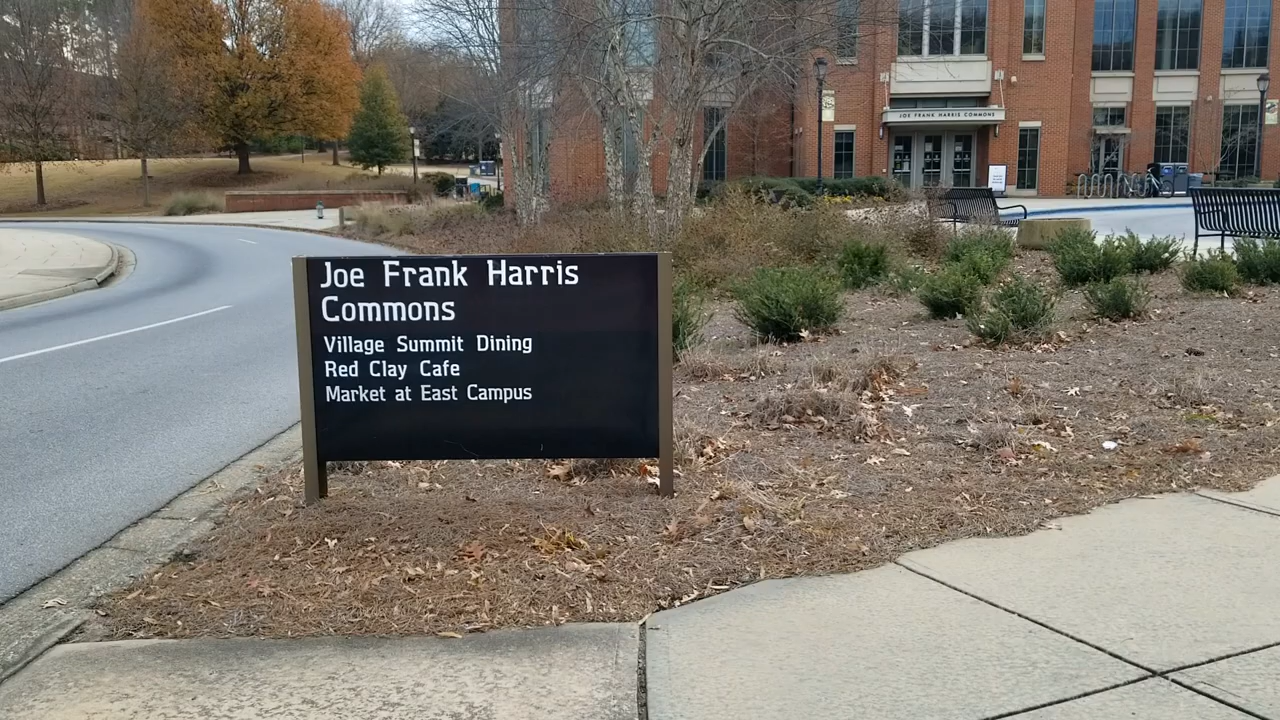 JOE FRANK HARRIS COMMONS
Joe Frank Harris
Commons
Village Summit Dining
Red Clay Cafe
Market at East Campus